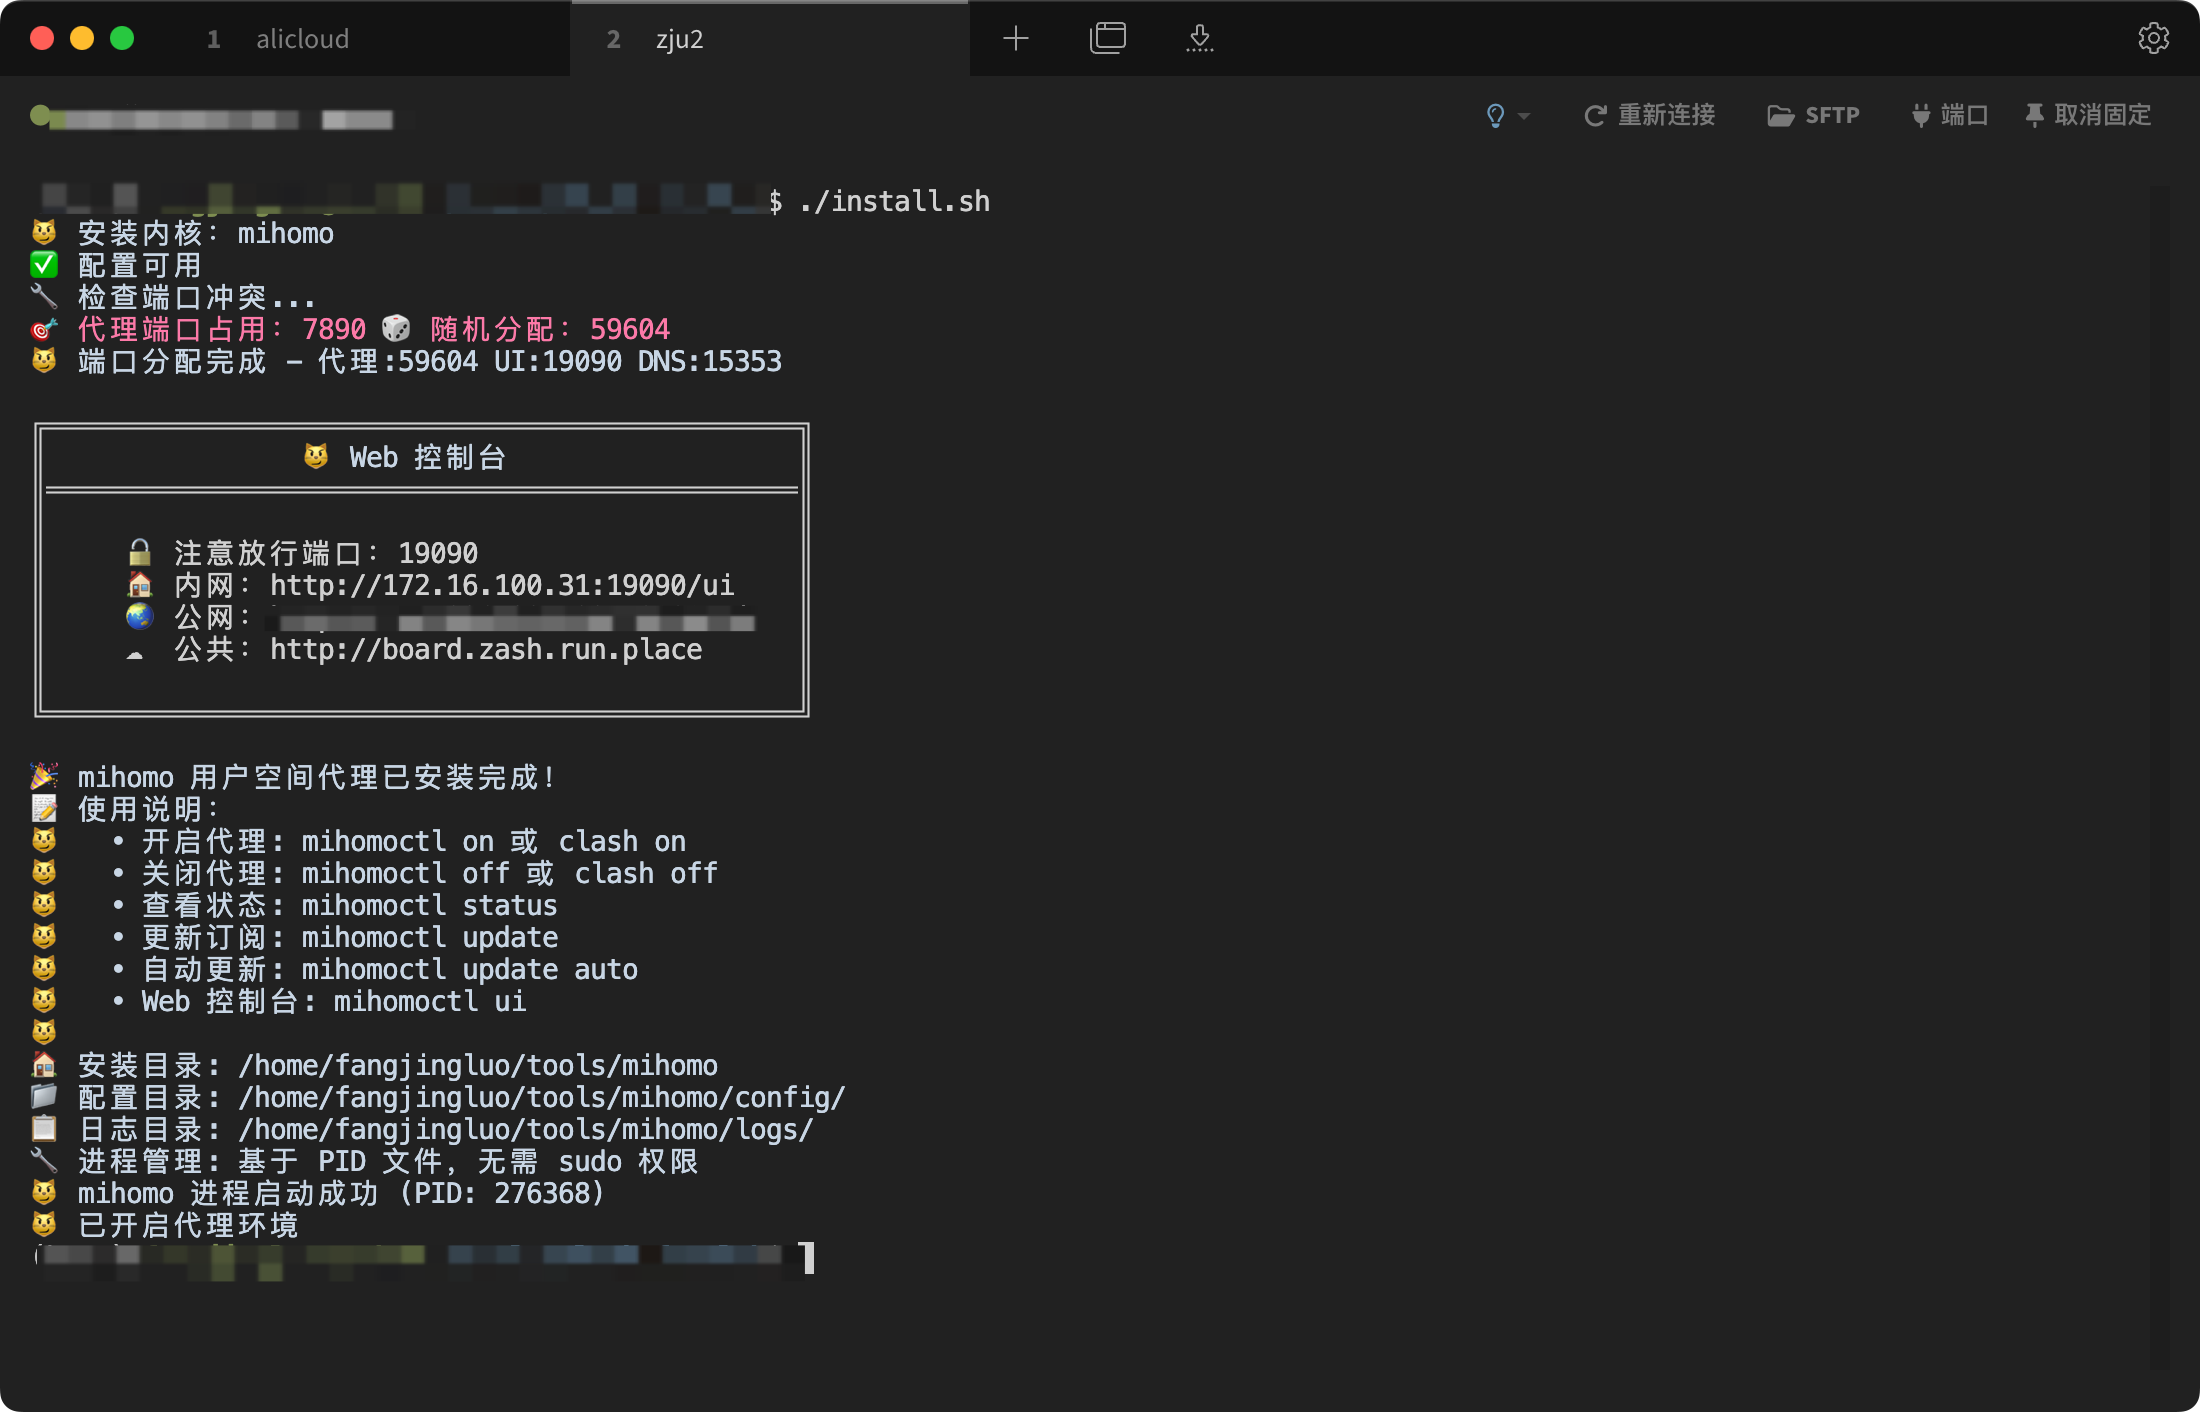 1 alicloud 2 zju2
重新连接 SFTP 端口 取消固定
$ ./install.sh
😼 安装内核: mihomo
✅ 配置可用
🔧 检查端口冲突...
🎯 代理端口占用: 7890 🎲 随机分配: 59604
😼 端口分配完成 - 代理:59604 UI:19090 DNS:15353
😼 Web 控制台
🔓 注意放行端口: 19090
🏠 内网: http://172.16.100.31:19090/ui
🌏 公网:
☁ 公共: http://board.zash.run.place
🎉 mihomo 用户空间代理已安装完成!
📝 使用说明:
😼 • 开启代理: mihomoctl on 或 clash on
😼 • 关闭代理: mihomoctl off 或 clash off
😼 • 查看状态: mihomoctl status
😼 • 更新订阅: mihomoctl update
😼 • 自动更新: mihomoctl update auto
😼 • Web 控制台: mihomoctl ui
😼
🏠 安装目录: /home/fangjingluo/tools/mihomo
📁 配置目录: /home/fangjingluo/tools/mihomo/config/
📋 日志目录: /home/fangjingluo/tools/mihomo/logs/
🔧 进程管理: 基于 PID 文件, 无需 sudo 权限
😼 mihomo 进程启动成功 (PID: 276368)
😼 已开启代理环境